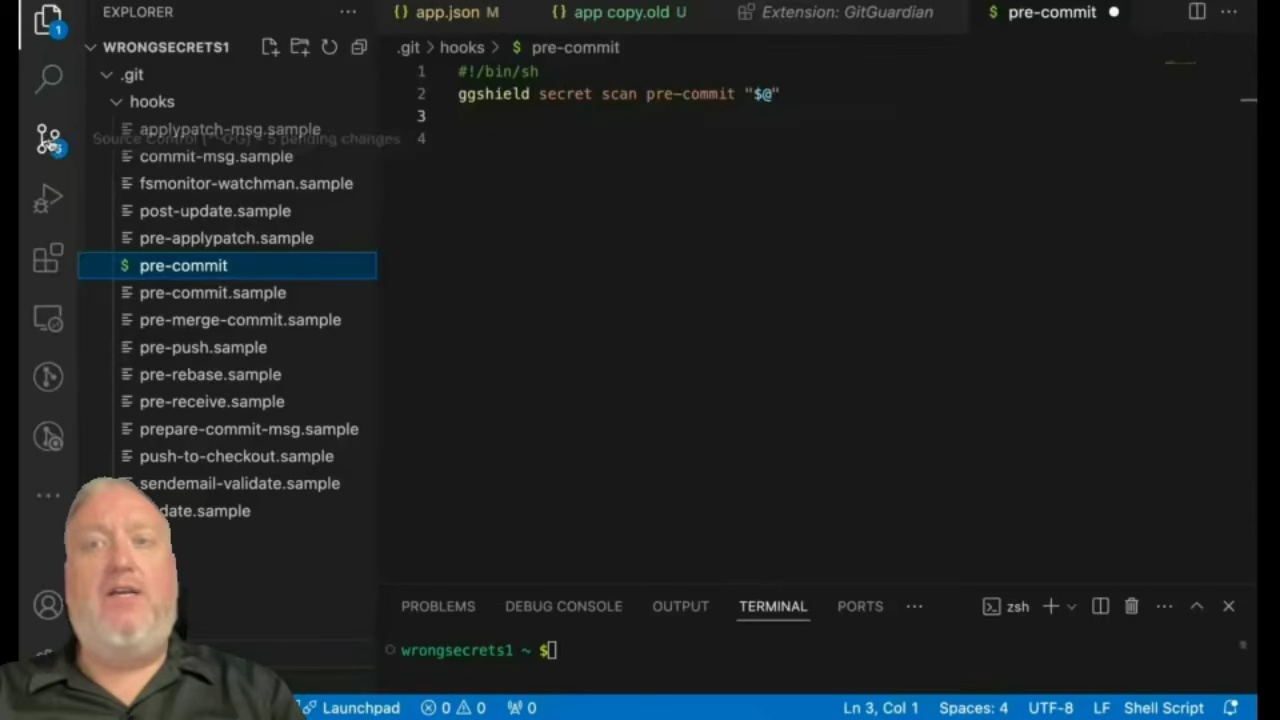 EXPLORER
app.json M
app copy.old U
Extension: GitGuardian
pre-commit
WRONGSECRETS1
.git > hooks > $ pre-commit
.git
hooks
applypatch-msg.sample
Source Control (⌃⇧G) - 5 pending changes
commit-msg.sample
fsmonitor-watchman.sample
post-update.sample
pre-applypatch.sample
$ pre-commit
pre-commit.sample
pre-merge-commit.sample
pre-push.sample
pre-rebase.sample
pre-receive.sample
prepare-commit-msg.sample
push-to-checkout.sample
sendemail-validate.sample
date.sample
1 #!/bin/sh
2 ggshield secret scan pre-commit "$@"
3
4
PROBLEMS DEBUG CONSOLE OUTPUT TERMINAL PORTS
zsh
wrongsecrets1 ~ $
Launchpad 0 0 0
Ln 3, Col 1 Spaces: 4 UTF-8 LF Shell Script